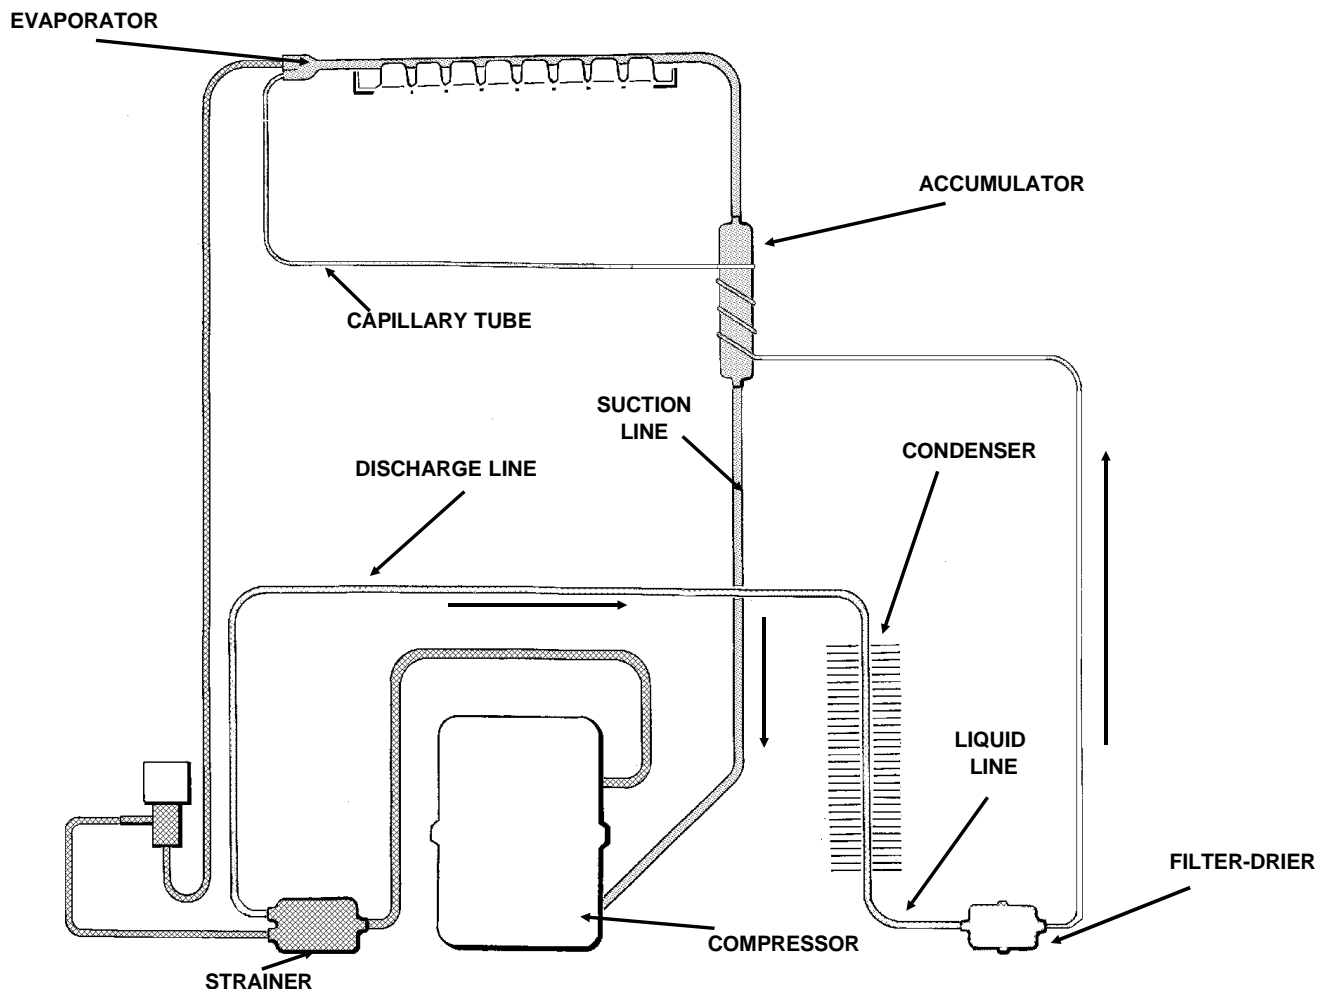 EVAPORATOR
ACCUMULATOR
CAPILLARY TUBE
SUCTION
LINE
CONDENSER
DISCHARGE LINE
LIQUID
LINE
FILTER-DRIER
COMPRESSOR
STRAINER